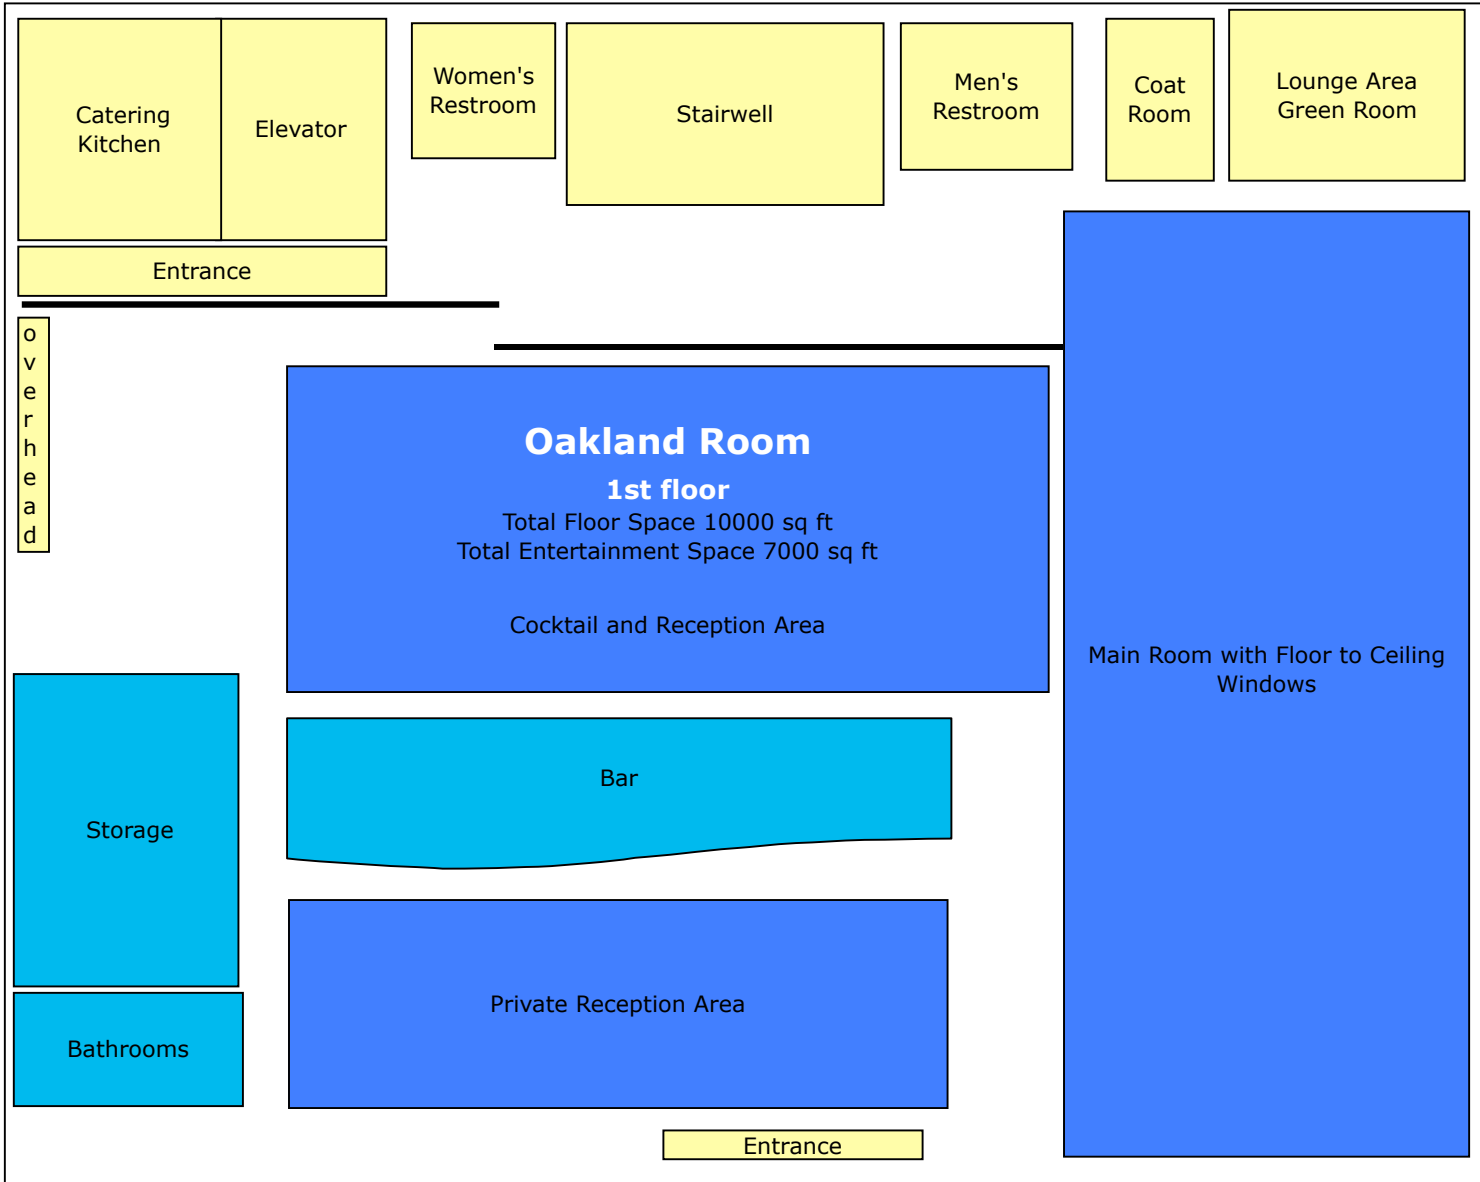 Catering
Kitchen
Elevator
Women's
Restroom
Stairwell
Men's
Restroom
Coat
Room
Lounge Area
Green Room
Entrance
o
v
e
r
h
e
a
d
Oakland Room
1st floor
Total Floor Space 10000 sq ft
Total Entertainment Space 7000 sq ft
Cocktail and Reception Area
Main Room with Floor to Ceiling
Windows
Storage
Bar
Bathrooms
Private Reception Area
Entrance